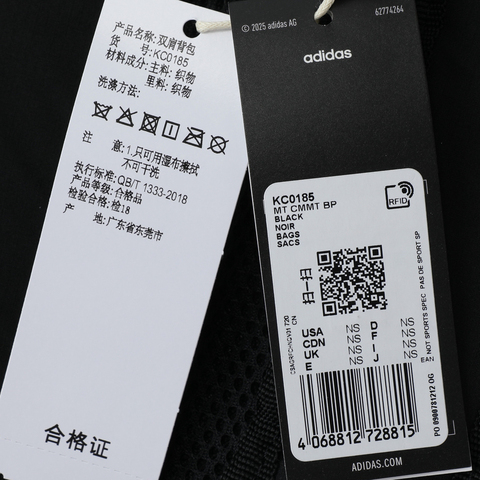 产品名称:双肩背包
货 号:KC0185
材料成分:主料:织物
里料:织物
洗涤方法:
注 意:1.只可用湿布擦拭
不可干洗
执行标准:QB/T 1333-2018
产品等级:合格品
检验合格:检18
产 地:广东省东莞市
合格证
© 2025 adidas AG
62774264
adidas
KC0185
MT CMMT BP
BLACK
NOIR
BAGS
SACS
RFID
USA NS D NS
CDN NS F NS
UK NS I NS
E NS J NS
EAN
NOT SPORTS SPEC PAS DE SPORT SP
PO 0900781212 OG
4 068812 728815
ADIDAS.COM